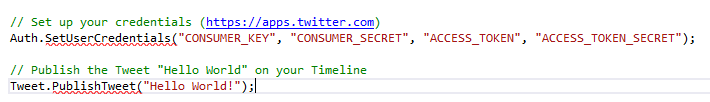 // Set up your credentials (https://apps.twitter.com)
Auth.SetUserCredentials("CONSUMER_KEY", "CONSUMER_SECRET", "ACCESS_TOKEN", "ACCESS_TOKEN_SECRET");
// Publish the Tweet "Hello World" on your Timeline
Tweet.PublishTweet("Hello World!");